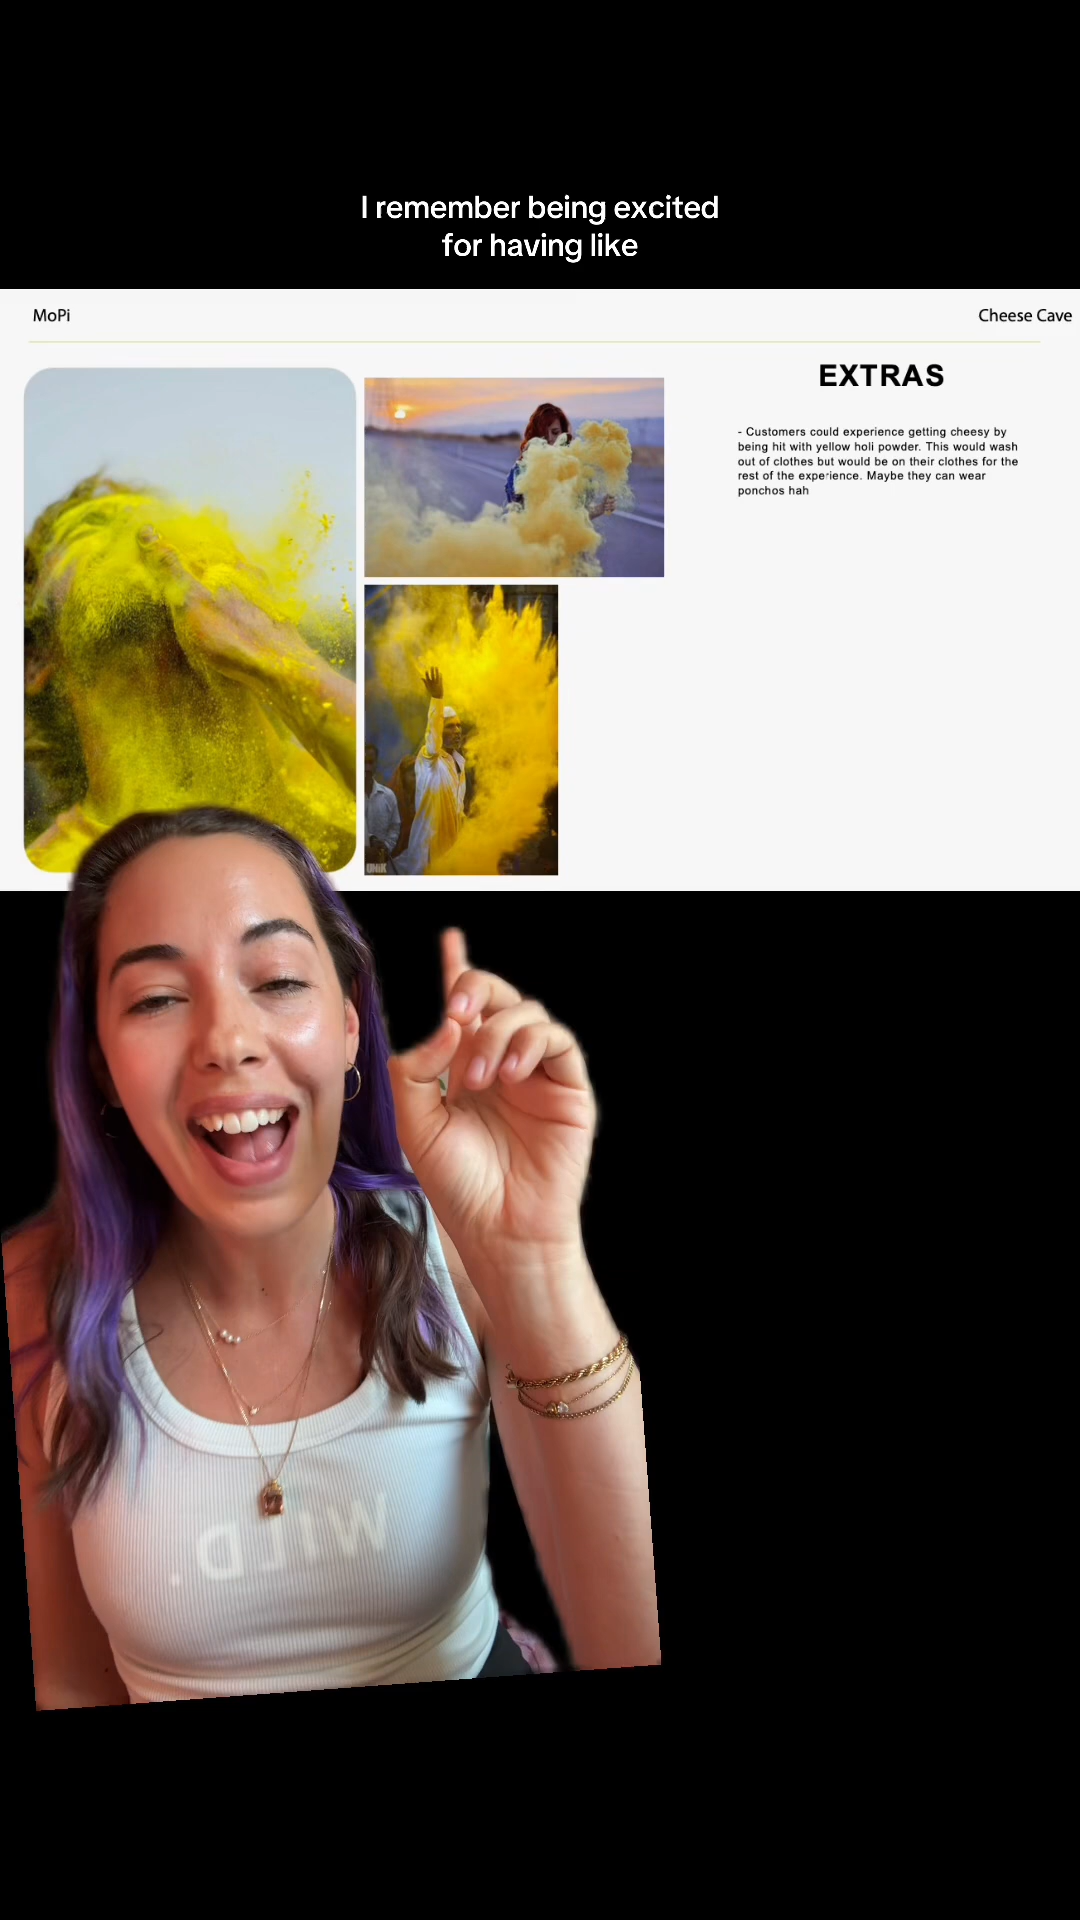 I remember being excited
for having like
MoPi
Cheese Cave
EXTRAS
- Customers could experience getting cheesy by
being hit with yellow holi powder. This would wash
out of clothes but would be on their clothes for the
rest of the experience. Maybe they can wear
ponchos hah
UNIK
WILD.